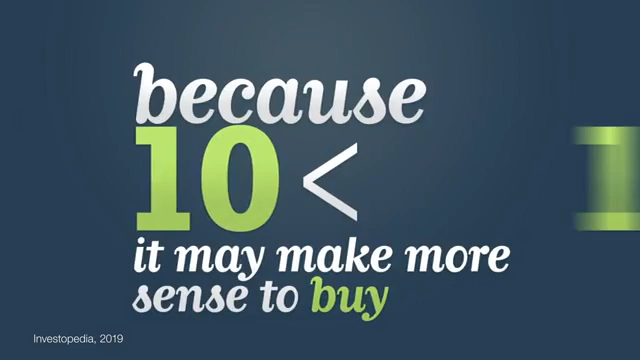 because
10 <
it may make more
sense to buy
Investopedia, 2019